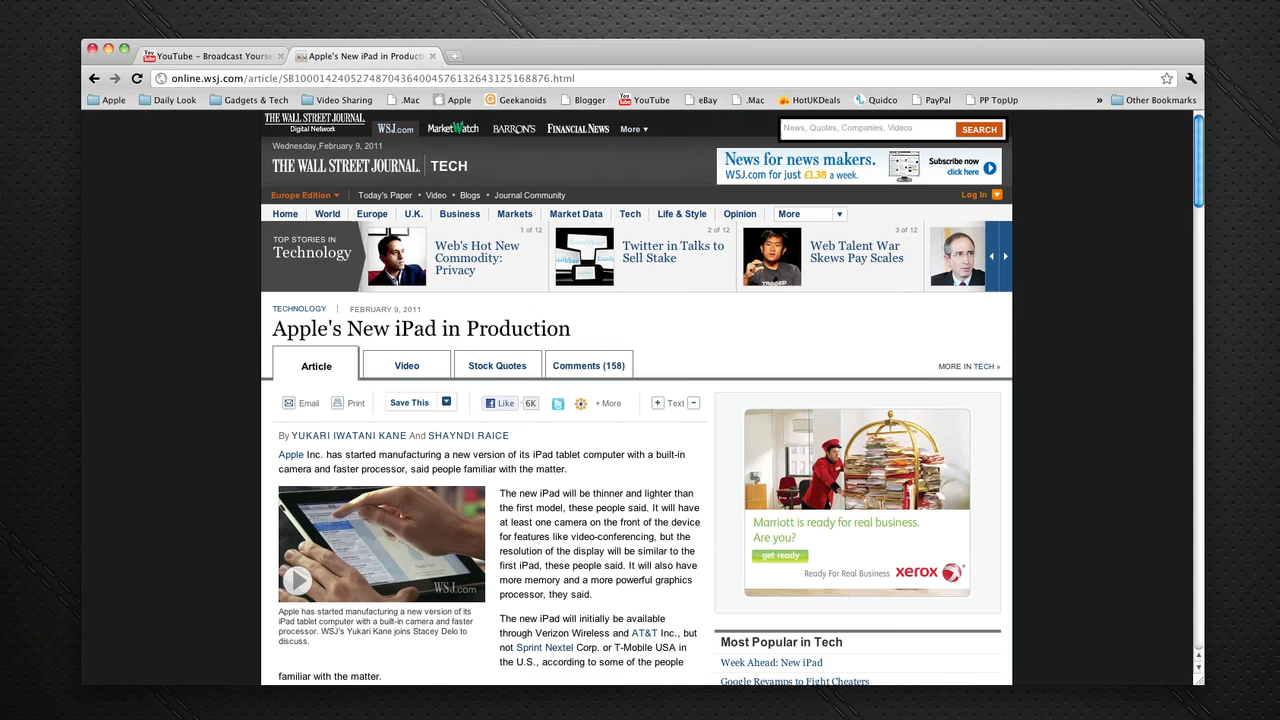 YouTube - Broadcast Yourse
Apple's New iPad in Producti
online.wsj.com/article/SB10001424052748704364004576132643125168876.html
Apple
Daily Look
Gadgets & Tech
Video Sharing
.Mac
Apple
Geekanoids
Blogger
YouTube
eBay
.Mac
HotUKDeals
Quidco
PayPal
PP TopUp
»
Other Bookmarks
THE WALL STREET JOURNAL
Digital Network
WSJ.com
MarketWatch
BARRON'S
FINANCIAL NEWS
More
News, Quotes, Companies, Videos
SEARCH
Wednesday,February 9, 2011
THE WALL STREET JOURNAL.
TECH
News for news makers.
WSJ.com for just £1.38 a week.
Subscribe now
click here
Europe Edition
Today's Paper • Video • Blogs • Journal Community
Log In
Home
World
Europe
U.K.
Business
Markets
Market Data
Tech
Life & Style
Opinion
More
TOP STORIES IN
Technology
1 of 12
Web's Hot New
Commodity:
Privacy
2 of 12
Twitter in Talks to
Sell Stake
3 of 12
Web Talent War
Skews Pay Scales
TAGGED
TECHNOLOGY | FEBRUARY 9, 2011
Apple's New iPad in Production
Article
Video
Stock Quotes
Comments (158)
MORE IN TECH »
Email
Print
Save This
Like
6K
+ More
+ Text -
By YUKARI IWATANI KANE And SHAYNDI RAICE
Apple Inc. has started manufacturing a new version of its iPad tablet computer with a built-in
camera and faster processor, said people familiar with the matter.
WSJ.com
Apple has started manufacturing a new version of its
iPad tablet computer with a built-in camera and faster
processor. WSJ's Yukari Kane joins Stacey Delo to
discuss.
The new iPad will be thinner and lighter than
the first model, these people said. It will have
at least one camera on the front of the device
for features like video-conferencing, but the
resolution of the display will be similar to the
first iPad, these people said. It will also have
more memory and a more powerful graphics
processor, they said.
The new iPad will initially be available
through Verizon Wireless and AT&T Inc., but
not Sprint Nextel Corp. or T-Mobile USA in
the U.S., according to some of the people
familiar with the matter.
Marriott is ready for real business.
Are you?
get ready
Ready For Real Business xerox
Most Popular in Tech
Week Ahead: New iPad
Google Revamps to Fight Cheaters